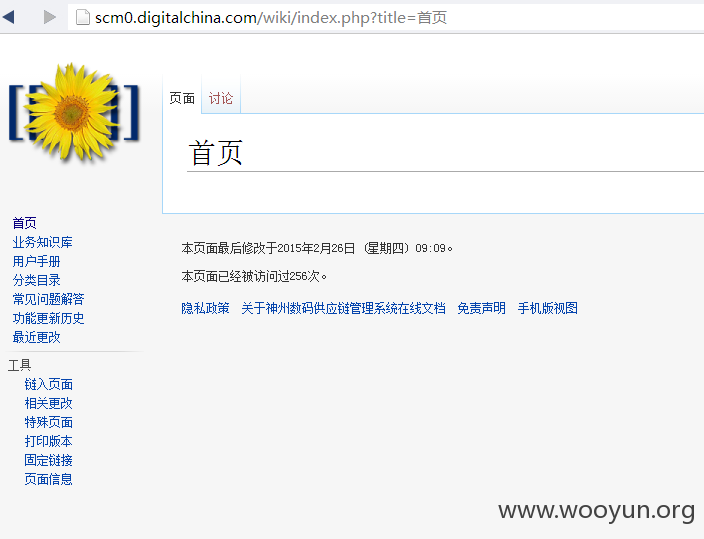 scm0.digitalchina.com/wiki/index.php?title=首页
页面 讨论
首页
首页
业务知识库
用户手册
分类目录
常见问题解答
功能更新历史
最近更改
工具
链入页面
相关更改
特殊页面
打印版本
固定链接
页面信息
本页面最后修改于2015年2月26日 (星期四) 09:09。
本页面已经被访问过256次。
隐私政策 关于神州数码供应链管理系统在线文档 免责声明 手机版视图
www.wooyun.org